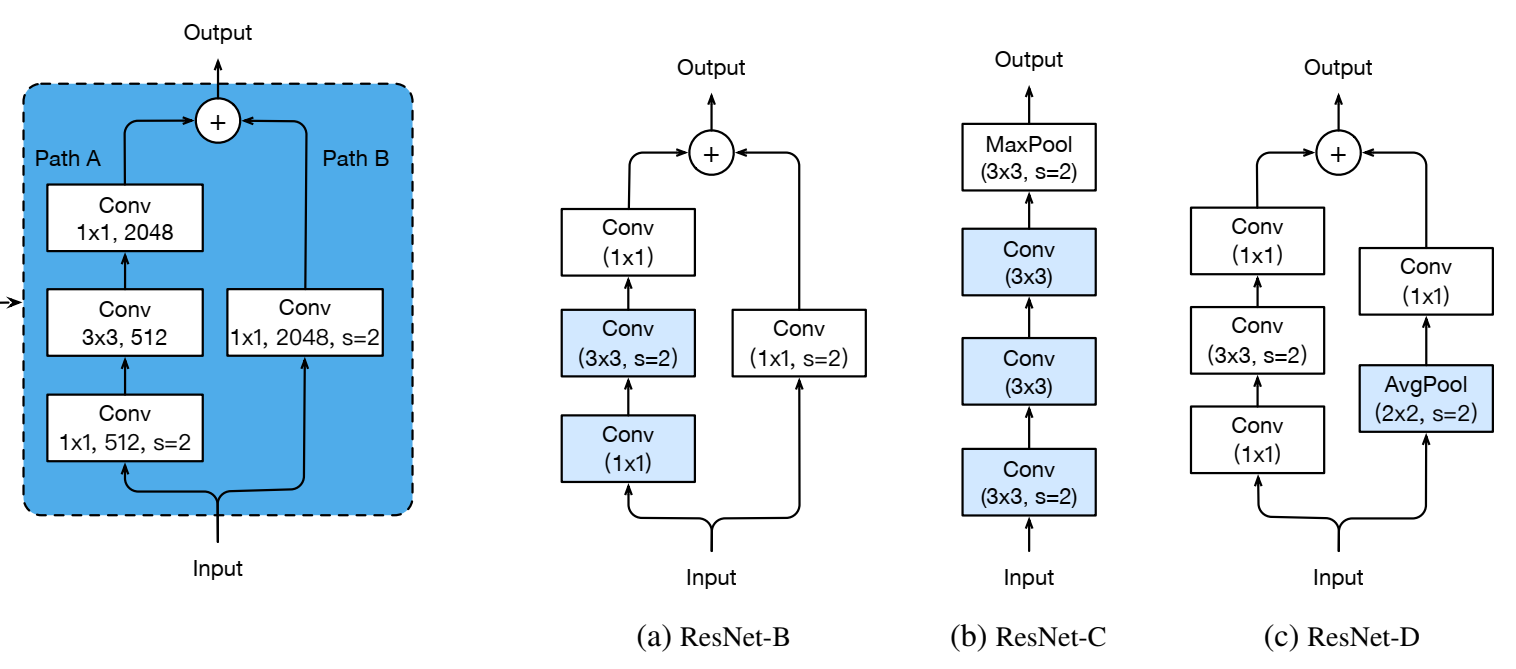 Output
+
Path A
Path B
Conv
1x1, 2048
Conv
3x3, 512
Conv
1x1, 2048, s=2
Conv
1x1, 512, s=2
Input
Output
+
Conv
(1x1)
Conv
(3x3, s=2)
Conv
(1x1, s=2)
Conv
(1x1)
Input
(a) ResNet-B
Output
MaxPool
(3x3, s=2)
Conv
(3x3)
Conv
(3x3)
Conv
(3x3, s=2)
Input
(b) ResNet-C
Output
+
Conv
(1x1)
Conv
(1x1)
Conv
(3x3, s=2)
AvgPool
(2x2, s=2)
Conv
(1x1)
Input
(c) ResNet-D